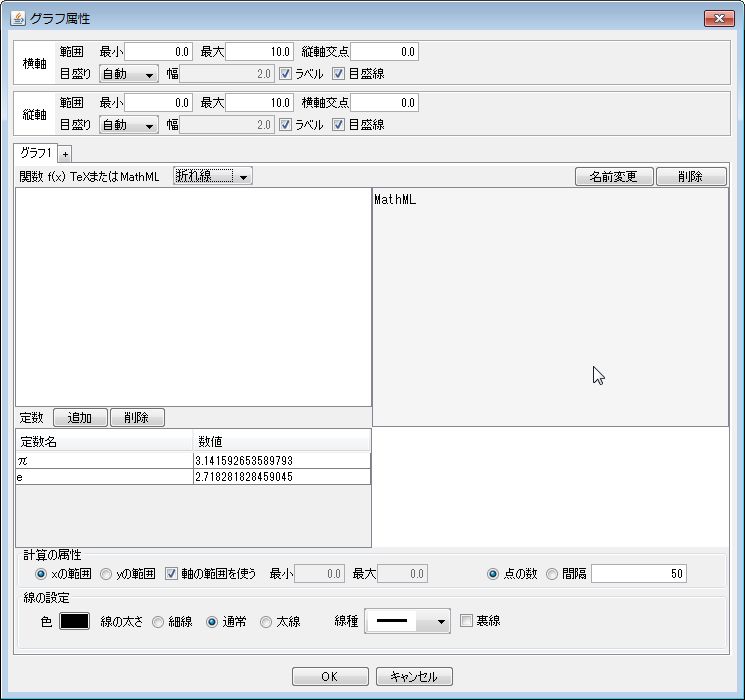 グラフ属性
横軸 範囲 最小 0.0 最大 10.0 縦軸交点 0.0
目盛り 自動 幅 2.0 ラベル 目盛線
縦軸 範囲 最小 0.0 最大 10.0 横軸交点 0.0
目盛り 自動 幅 2.0 ラベル 目盛線
グラフ1 +
関数 f(x) TeXまたはMathML 折れ線 名前変更 削除
MathML
定数 追加 削除
定数名 数値
π 3.141592653589793
e 2.718281828459045
計算の属性
xの範囲 yの範囲 軸の範囲を使う 最小 0.0 最大 0.0 点の数 間隔 50
線の設定
色 線の太さ 細線 通常 太線 線種 裏線
OK キャンセル